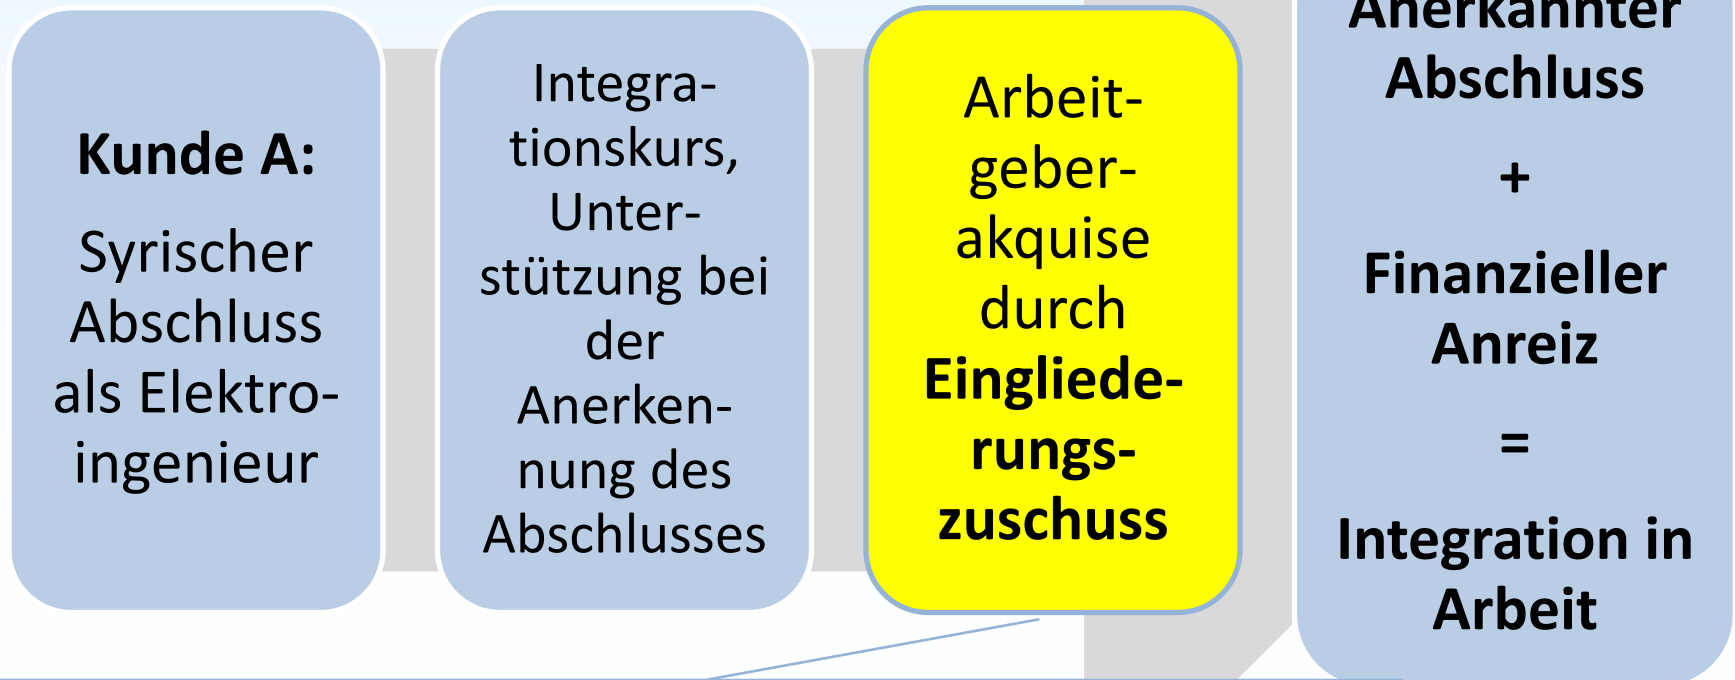 Kunde A:
Syrischer
Abschluss
als Elektro-
ingenieur
Integra-
tionskurs,
Unter-
stützung bei
der
Anerken-
nung des
Abschlusses
Arbeit-
geber-
akquise
durch
Eingliede-
rungs-
zuschuss
Anerkannter
Abschluss
+
Finanzieller
Anreiz
=
Integration in
Arbeit